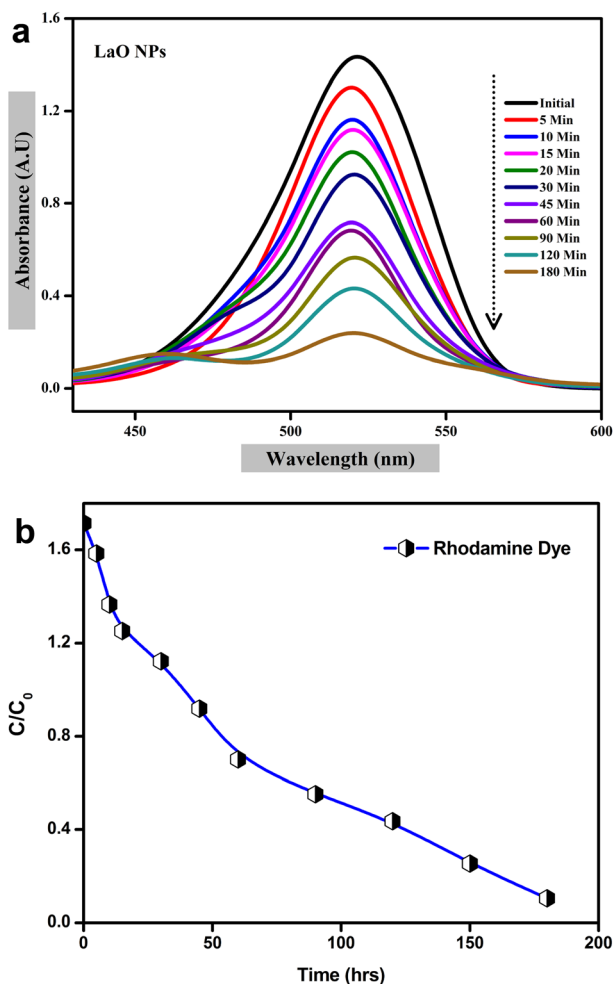 a
LaO NPs
Absorbance (A.U)
1.6
1.2
0.8
0.4
0.0
Initial
5 Min
10 Min
15 Min
20 Min
30 Min
45 Min
60 Min
90 Min
120 Min
180 Min
450 500 550 600
Wavelength (nm)
b
Rhodamine Dye
C/C0
1.6
1.2
0.8
0.4
0.0
0 50 100 150 200
Time (hrs)